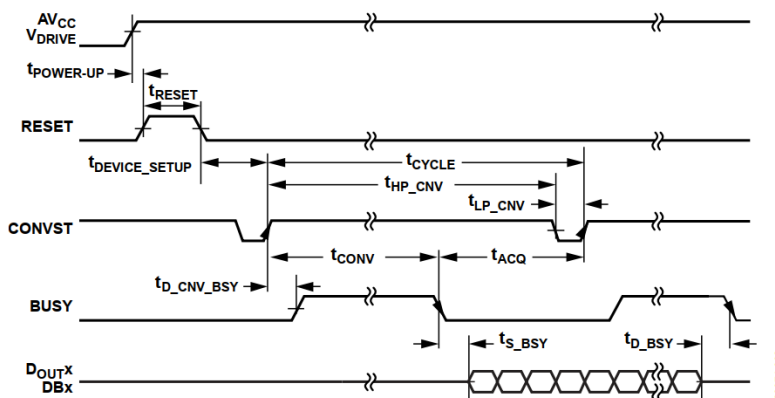 AVCC
VDRIVE
tPOWER-UP
tRESET
RESET
tDEVICE_SETUP
tCYCLE
tHP_CNV
tLP_CNV
CONVST
tCONV
tACQ
tD_CNV_BSY
BUSY
tS_BSY
tD_BSY
DOUTX
DBx